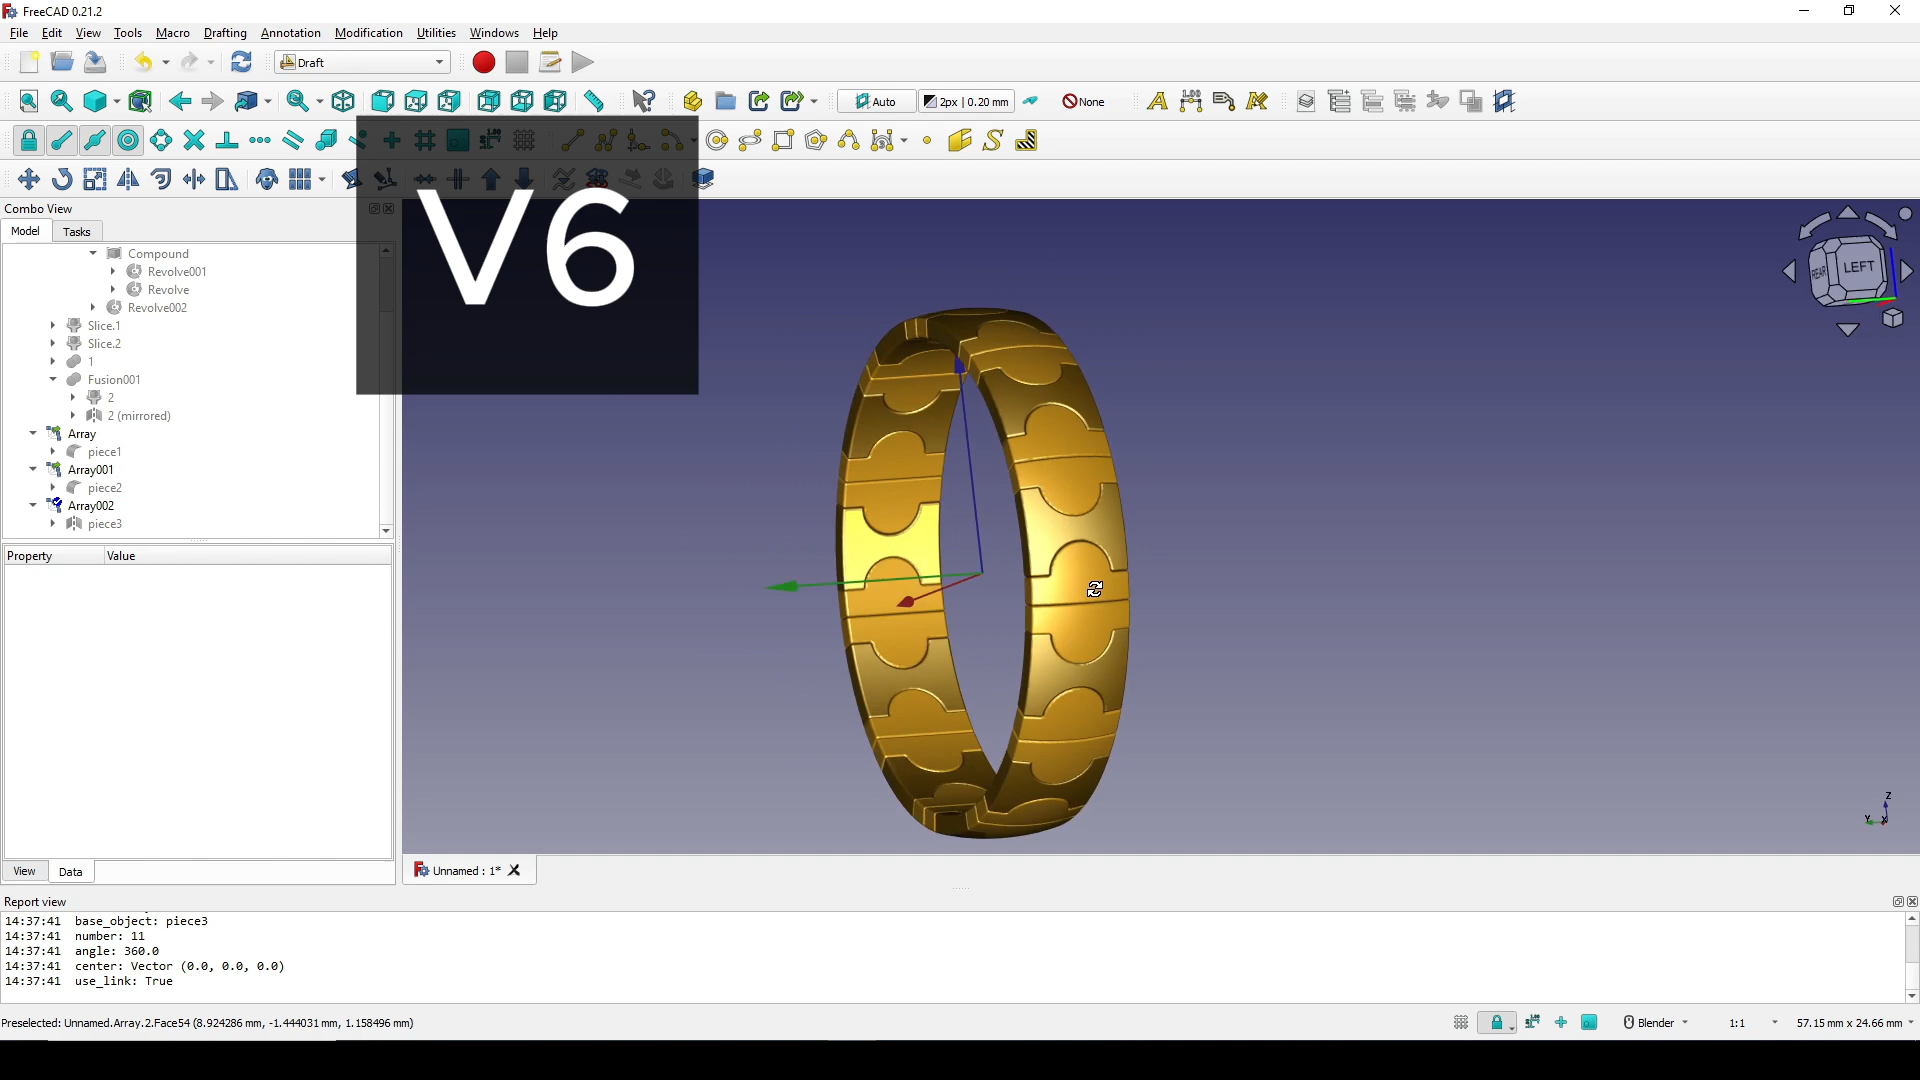 FreeCAD 0.21.2
File Edit View Tools Macro Drafting Annotation Modification Utilities Windows Help
Draft
Auto 2px | 0.20 mm None
V6
Combo View
Model Tasks
Compound
Revolve001
Revolve
Revolve002
Slice.1
Slice.2
1
Fusion001
2
2 (mirrored)
Array
piece1
Array001
piece2
Array002
piece3
Property Value
REAR LEFT
Z
Y X
View Data
Unnamed : 1*
Report view
14:37:41 base_object: piece3
14:37:41 number: 11
14:37:41 angle: 360.0
14:37:41 center: Vector (0.0, 0.0, 0.0)
14:37:41 use_link: True
Preselected: Unnamed.Array.2.Face54 (8.924286 mm, -1.444031 mm, 1.158496 mm)
Blender 1:1 57.15 mm x 24.66 mm